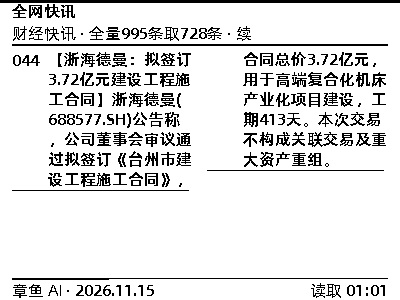 全网快讯
财经快讯 · 全量995条取728条 · 续
044 【浙海德曼：拟签订
3.72亿元建设工程施
工合同】浙海德曼(
688577.SH)公告称
，公司董事会审议通
过拟签订《台州市建
设工程施工合同》，
合同总价3.72亿元，
用于高端复合化机床
产业化项目建设，工
期413天。本次交易
不构成关联交易及重
大资产重组。
章鱼 AI · 2026.11.15
读取 01:01